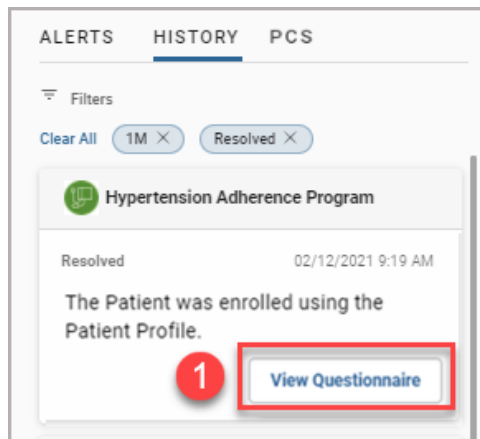 ALERTS HISTORY PCS
Filters
Clear All 1M × Resolved ×
Hypertension Adherence Program
Resolved 02/12/2021 9:19 AM
The Patient was enrolled using the
Patient Profile.
1 View Questionnaire